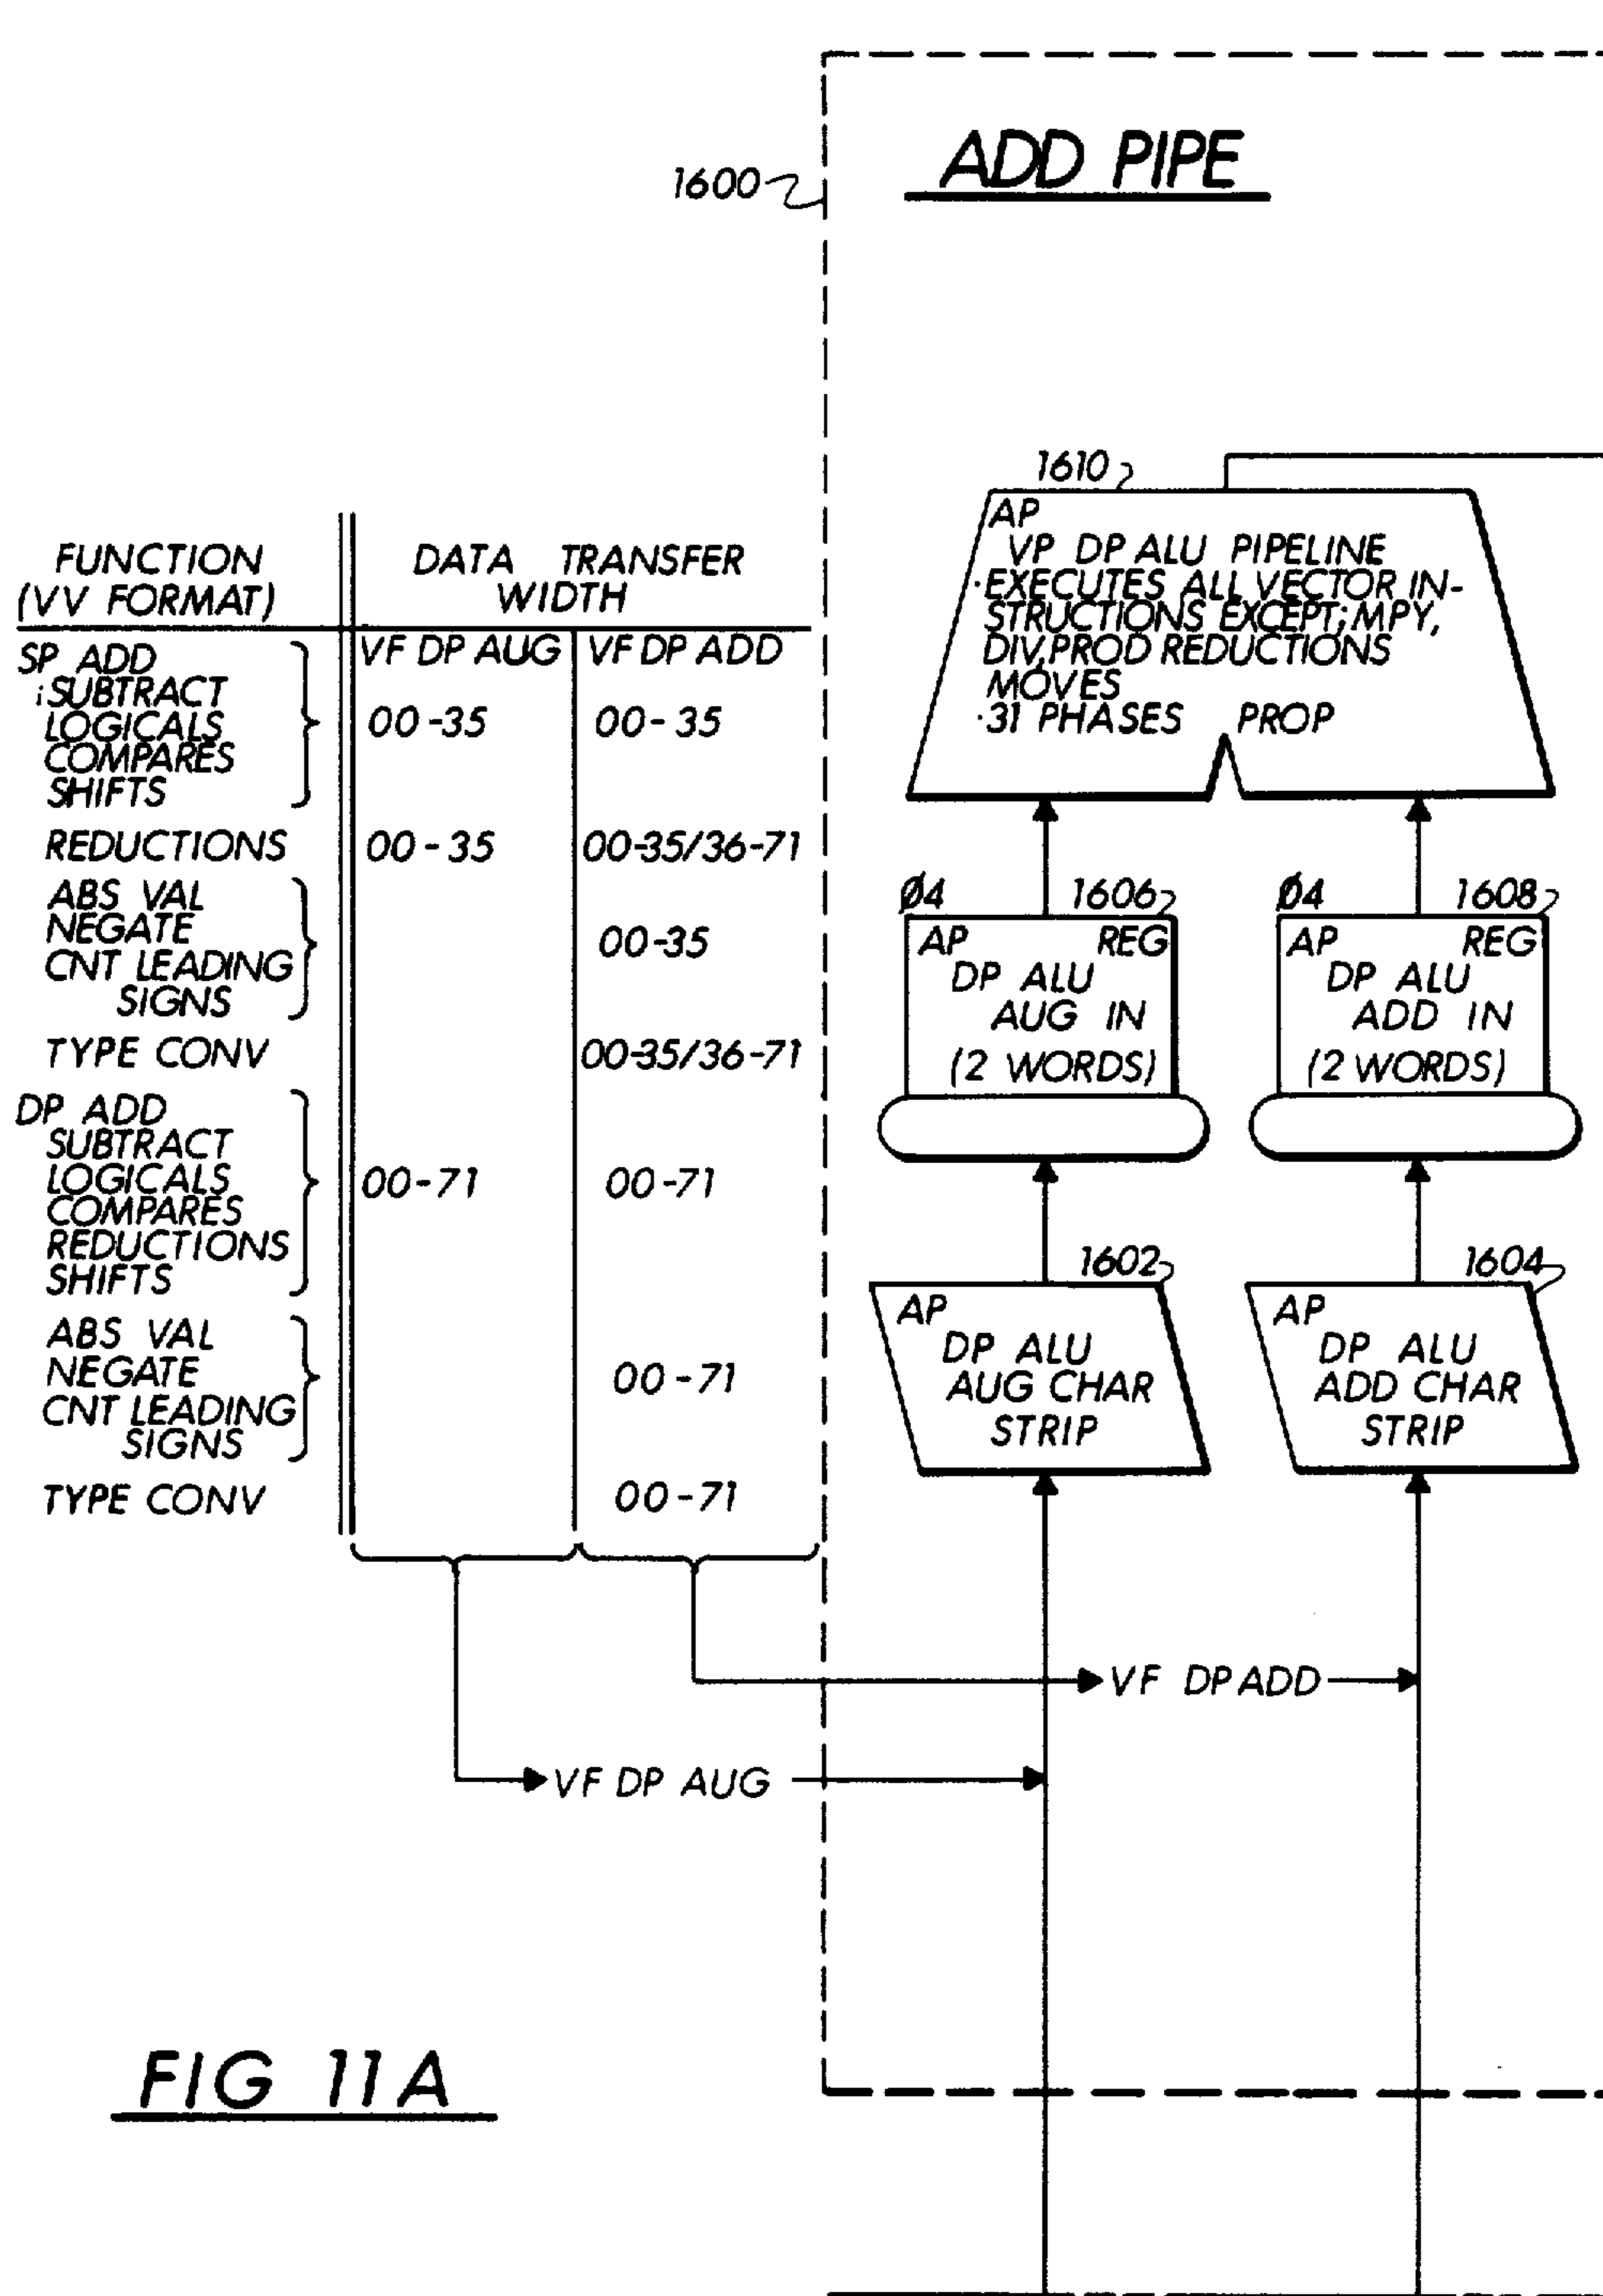 ADD PIPE
1600
1610
AP
VP DP ALU PIPELINE
·EXECUTES ALL VECTOR IN-
STRUCTIONS EXCEPT; MPY,
DIV, PROD REDUCTIONS
MOVES
·31 PHASES PROP
FUNCTION
(VV FORMAT)
DATA TRANSFER
WIDTH
VF DP AUG VF DP ADD
SP ADD
SUBTRACT
LOGICALS 00-35 00-35
COMPARES
SHIFTS
REDUCTIONS 00-35 00-35/36-71
ABS VAL
NEGATE 00-35
CNT LEADING
SIGNS
TYPE CONV 00-35/36-71
DP ADD
SUBTRACT
LOGICALS 00-71 00-71
COMPARES
REDUCTIONS
SHIFTS
ABS VAL
NEGATE 00-71
CNT LEADING
SIGNS
TYPE CONV 00-71
Ø4 1606
AP REG
DP ALU
AUG IN
(2 WORDS)
Ø4 1608
AP REG
DP ALU
ADD IN
(2 WORDS)
1602
AP
DP ALU
AUG CHAR
STRIP
1604
AP
DP ALU
ADD CHAR
STRIP
VF DP ADD
VF DP AUG
FIG 11A